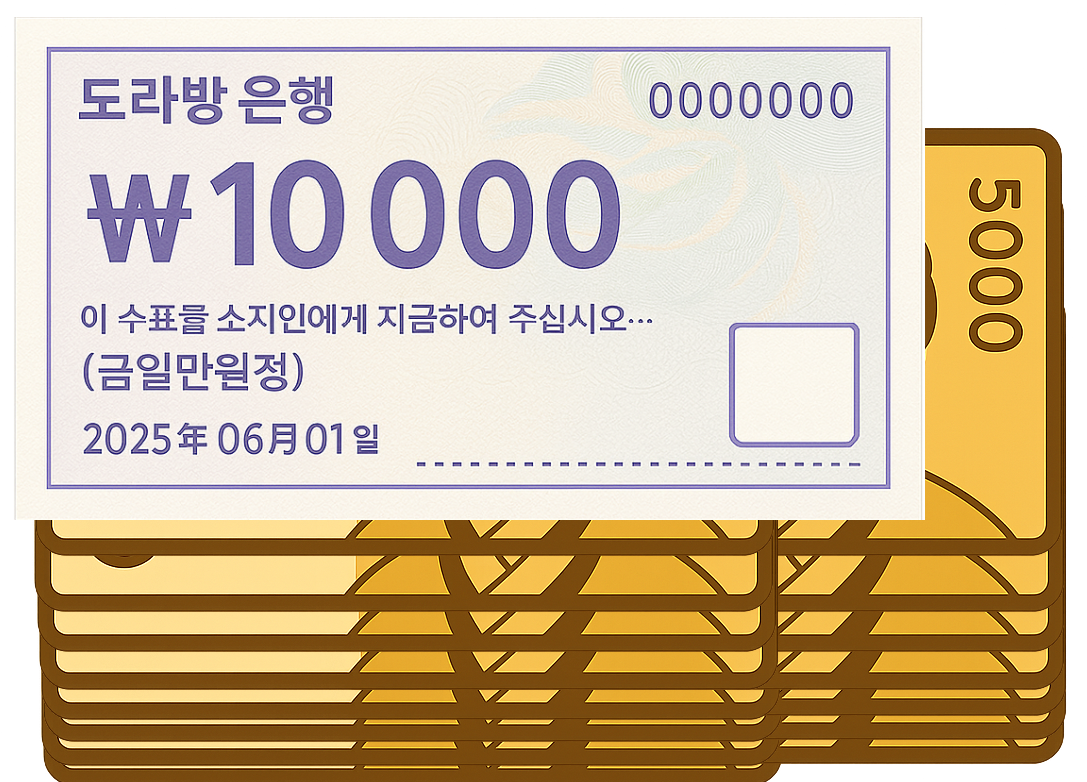 도라방 은행
0000000
₩10 000
이 수표를 소지인에게 지금하여 주십시오…
(금일만원정)
2025年 06月 01일
5000